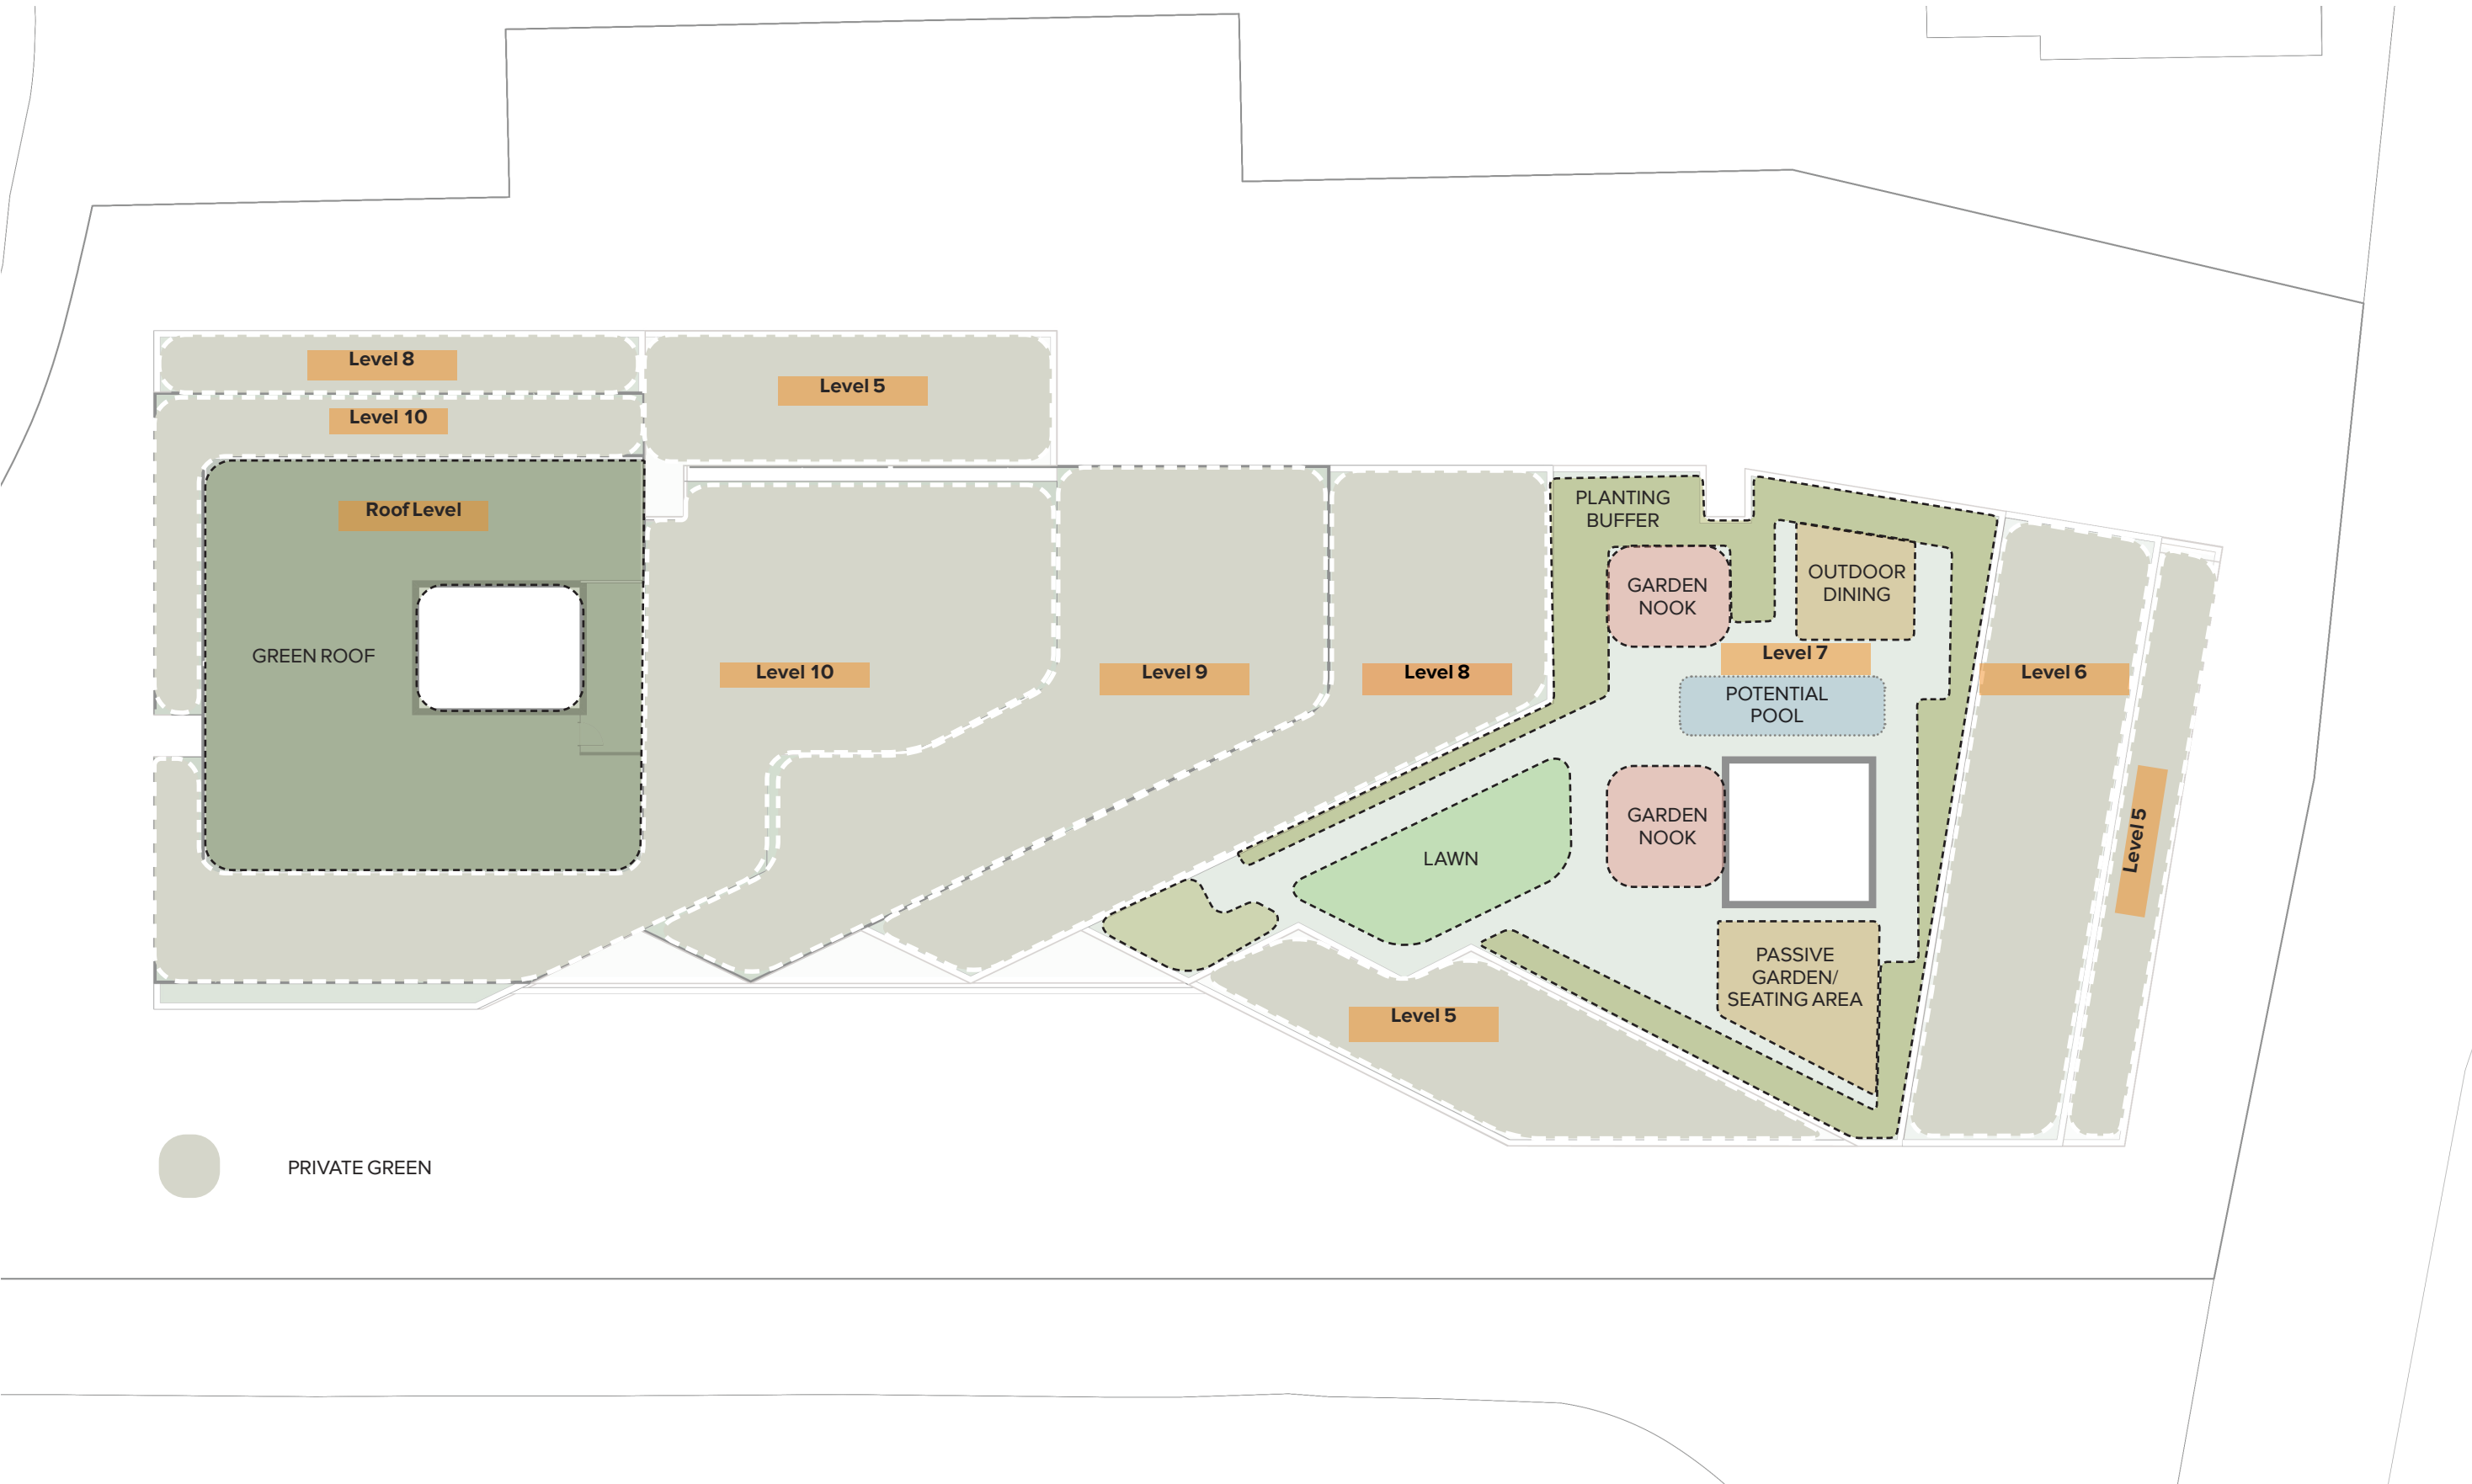 Level 8
Level 5
Level 10
Roof Level
GREEN ROOF
Level 10
Level 9
Level 8
PLANTING
BUFFER
GARDEN
NOOK
OUTDOOR
DINING
Level 7
POTENTIAL
POOL
Level 6
GARDEN
NOOK
LAWN
Level 5
PASSIVE
GARDEN/
SEATING AREA
Level 5
PRIVATE GREEN